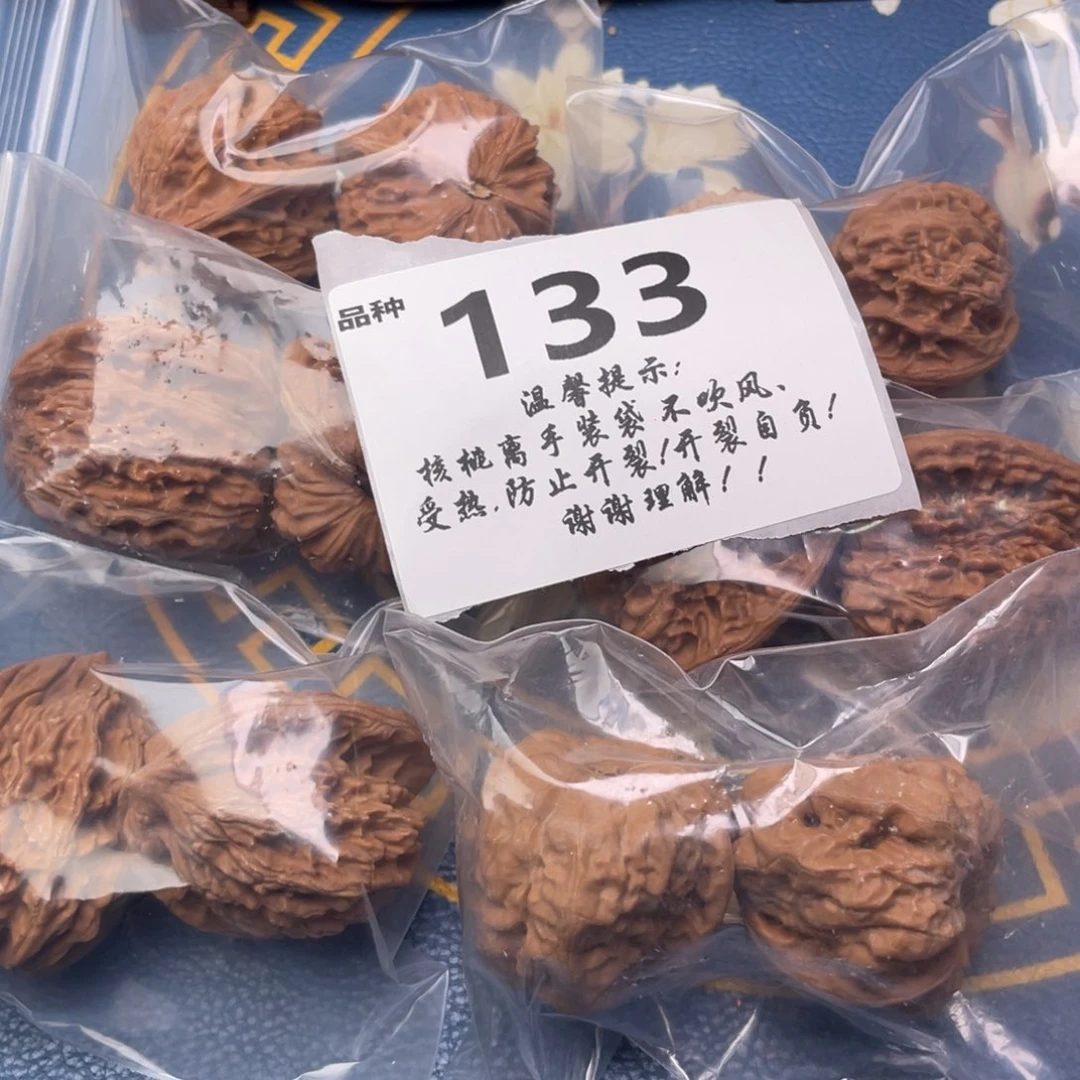 品种 133
温馨提示:
核桃离手装袋不吹风、
受热,防止开裂!开裂自负!
谢谢理解!!